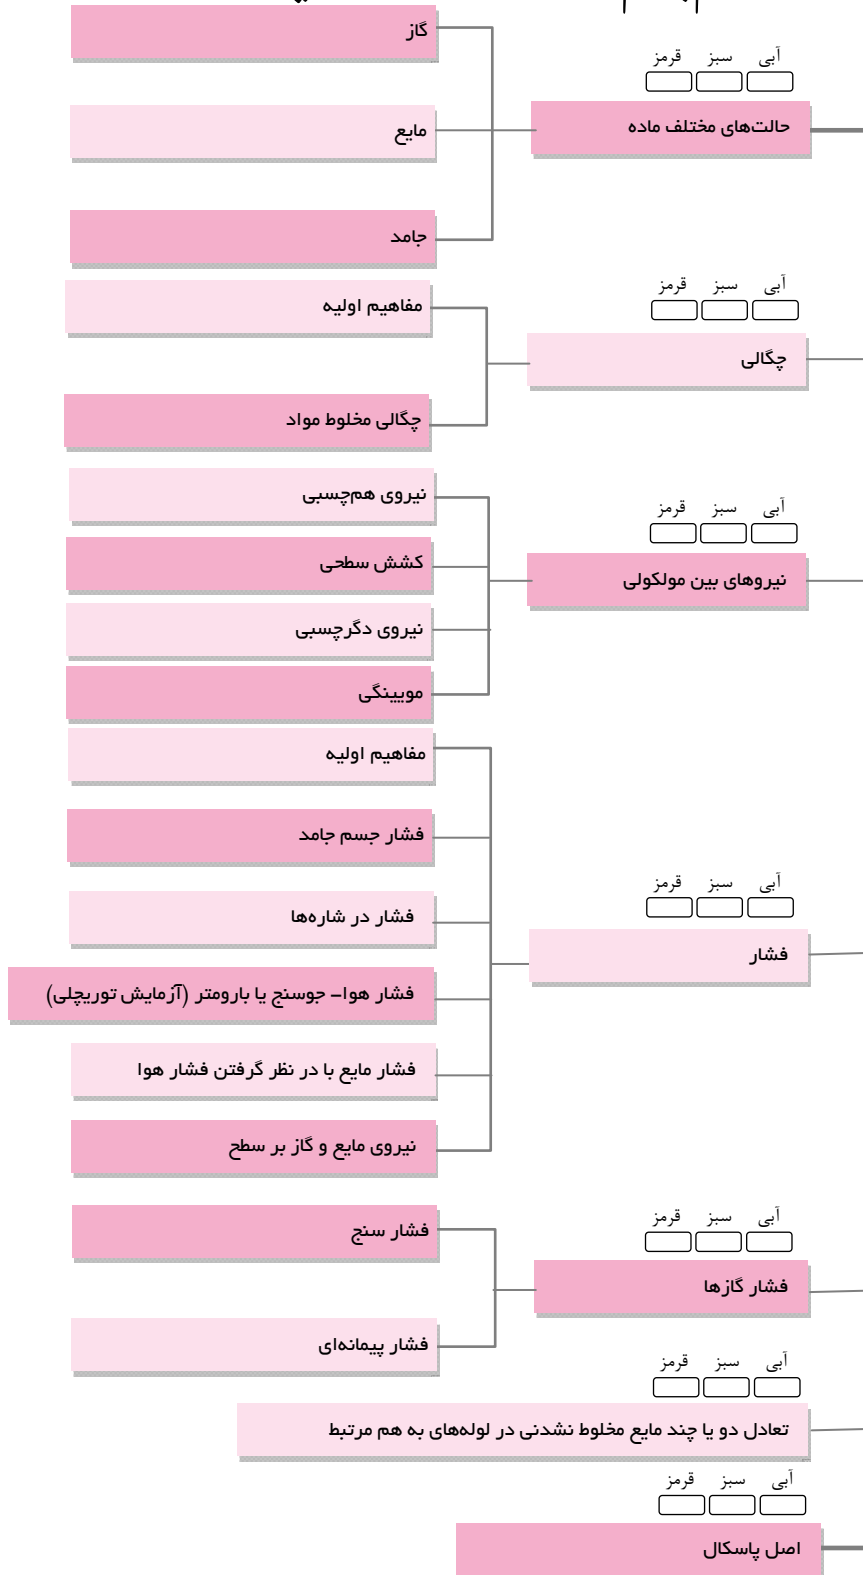 آبی سبز قرمز
حالت‌های مختلف ماده
گاز
مایع
جامد
آبی سبز قرمز
چگالی
مفاهیم اولیه
چگالی مخلوط مواد
آبی سبز قرمز
نیروهای بین مولکولی
نیروی هم‌چسبی
کشش سطحی
نیروی دگرچسبی
مویینگی
آبی سبز قرمز
فشار
مفاهیم اولیه
فشار جسم جامد
فشار در شاره‌ها
فشار هوا- جوسنج یا بارومتر (آزمایش توریچلی)
فشار مایع با در نظر گرفتن فشار هوا
نیروی مایع و گاز بر سطح
آبی سبز قرمز
فشار گازها
فشار سنج
فشار پیمانه‌ای
آبی سبز قرمز
تعادل دو یا چند مایع مخلوط نشدنی در لوله‌های به هم مرتبط
آبی سبز قرمز
اصل پاسکال